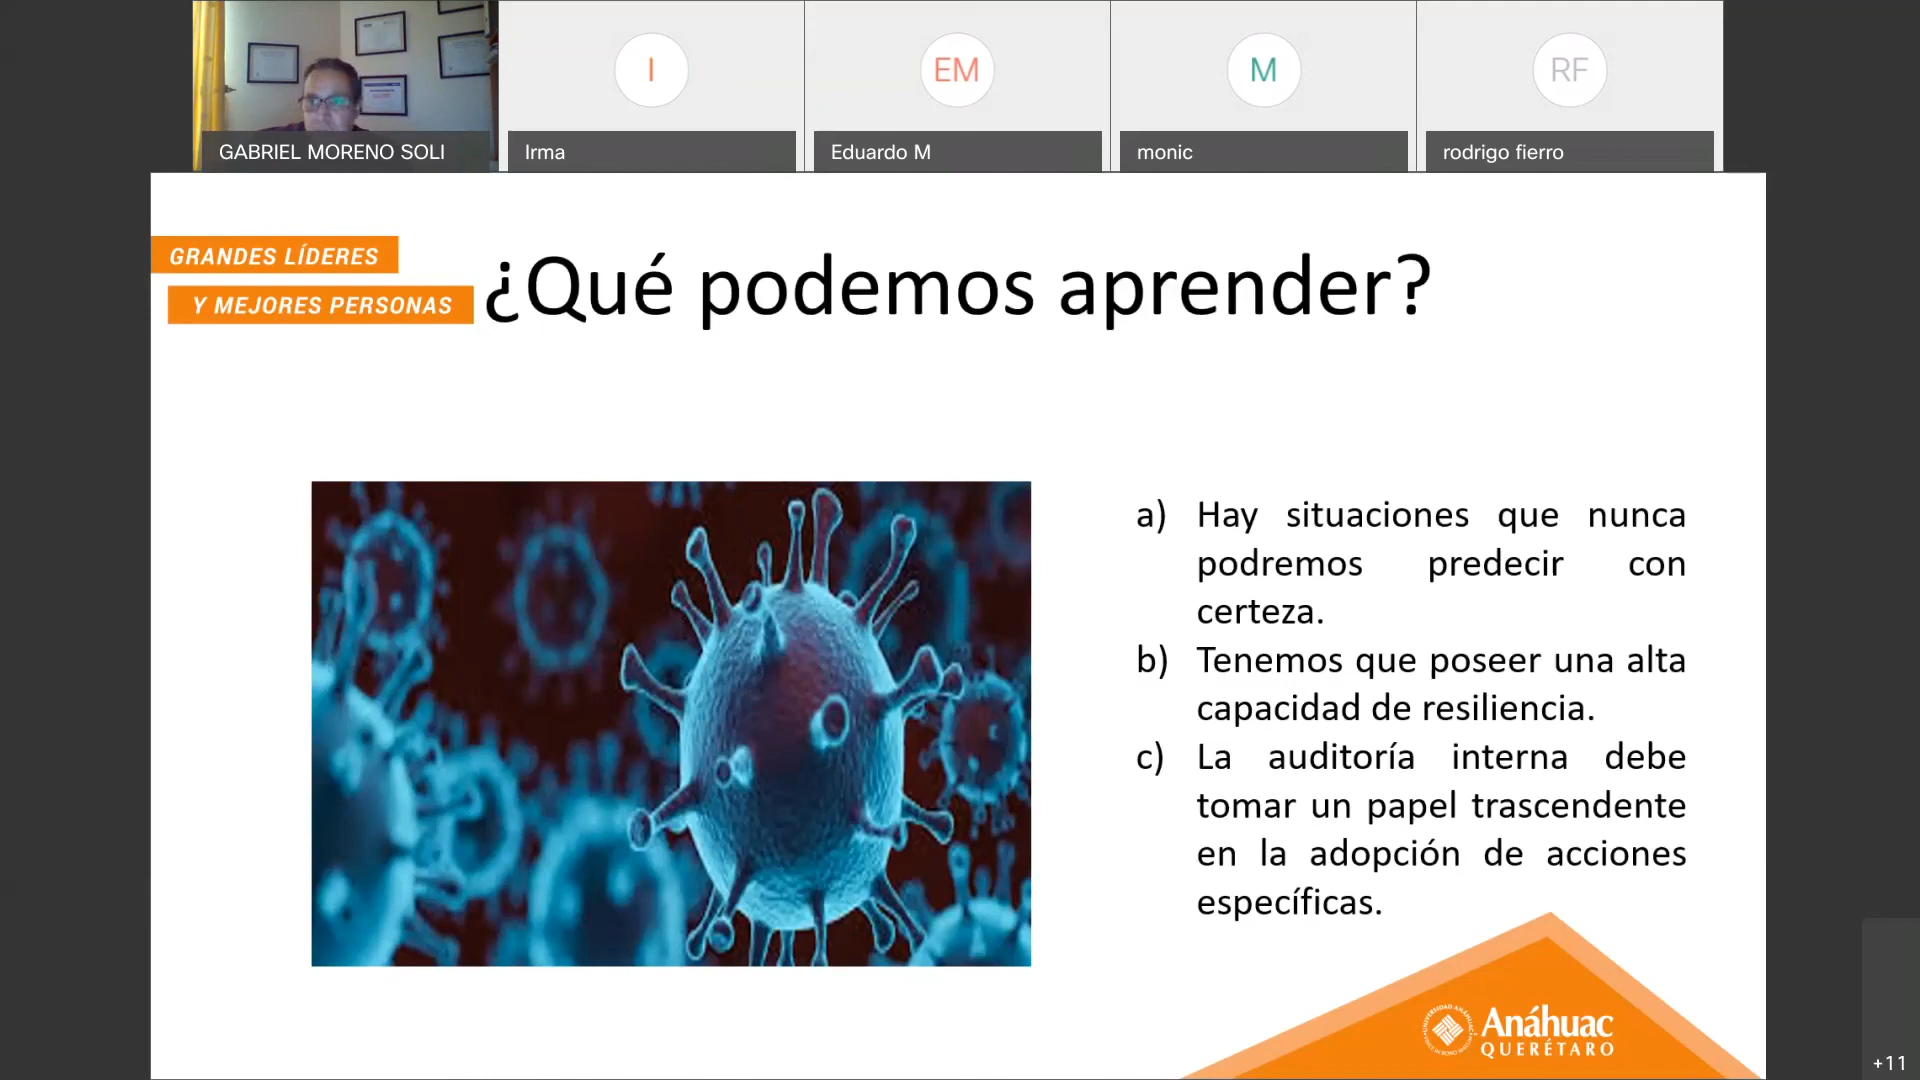 I
EM
M
RF
GABRIEL MORENO SOLI
Irma
Eduardo M
monic
rodrigo fierro
GRANDES LÍDERES
Y MEJORES PERSONAS
¿Qué podemos aprender?
a) Hay situaciones que nunca
podremos predecir con
certeza.
b) Tenemos que poseer una alta
capacidad de resiliencia.
c) La auditoría interna debe
tomar un papel trascendente
en la adopción de acciones
específicas.
Anáhuac
QUERÉTARO
+11